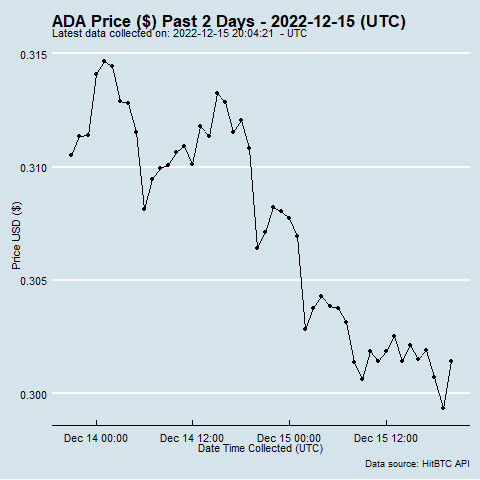 ADA Price ($) Past 2 Days - 2022-12-15 (UTC)
Latest data collected on: 2022-12-15 20:04:21  - UTC
Price USD ($)
0.315
0.310
0.305
0.300
Dec 14 00:00 Dec 14 12:00 Dec 15 00:00 Dec 15 12:00
Date Time Collected (UTC)
Data source: HitBTC API